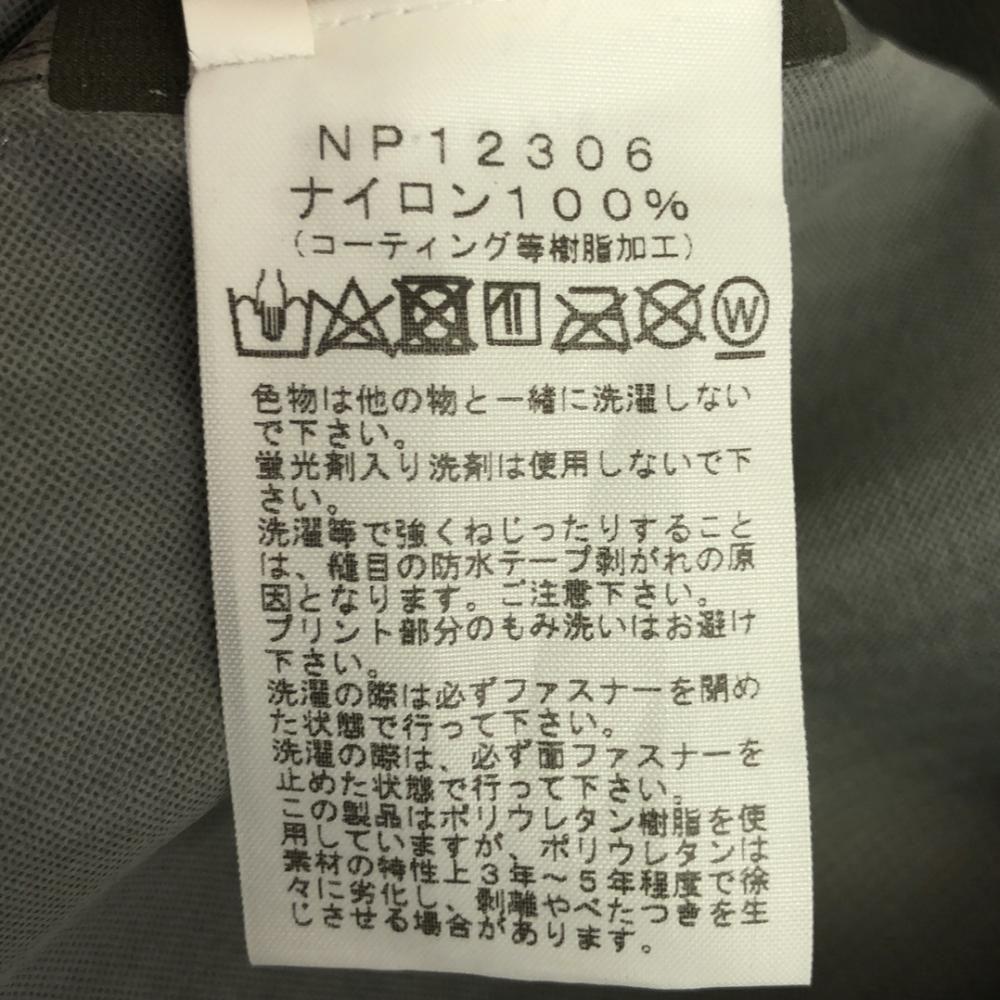 NP12306
ナイロン100%
(コーティング等樹脂加工)
W
色物は他の物と一緒に洗濯しない
で下さい。
蛍光剤入り洗剤は使用しないで下
さい。
洗濯等で強くねじったりすること
は、縫目の防水テープ剥がれの原
因となります。ご注意下さい。
プリント部分のもみ洗いはお避け
下さい。
洗濯の際は必ずファスナーを閉め
た状態で行って下さい。
洗濯の際は、必ず面ファスナーを
止めた状態で行って下さい。
この製品はポリウレタン樹脂を使
用していますが、ポリウレタンは
素材の特性上3年~5年程度で徐
々に劣化し、剥離やべたつきを生
じさせる場合があります。